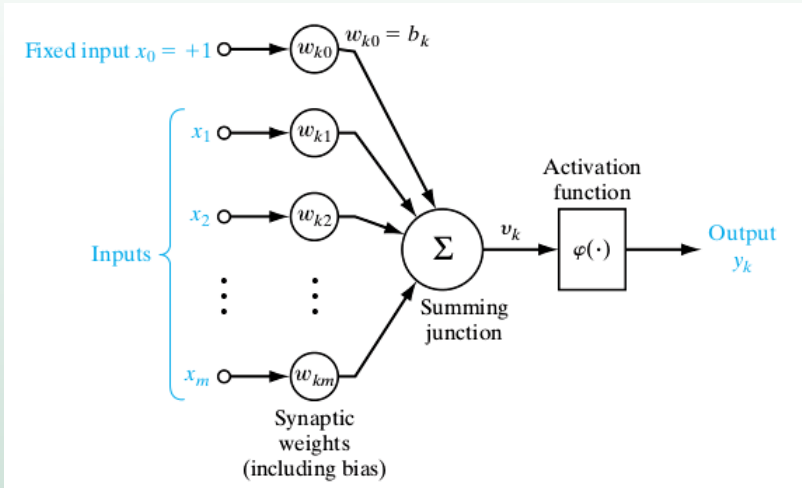 Fixed input x₀ = +1
wₖ₀
wₖ₀ = bₖ
x₁
wₖ₁
x₂
wₖ₂
Inputs
xₘ
wₖₘ
Σ
Summing
junction
vₖ
Activation
function
φ(·)
Output
yₖ
Synaptic
weights
(including bias)